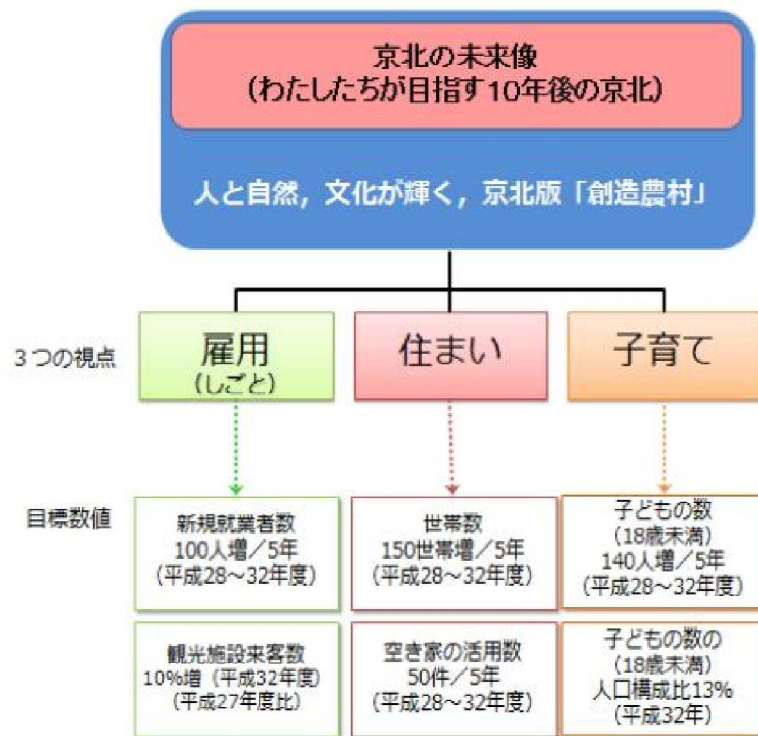 京北の未来像
(わたしたちが目指す10年後の京北)
人と自然，文化が輝く，京北版「創造農村」
3つの視点
雇用
(しごと)
住まい
子育て
目標数値
新規就業者数
100人増／5年
(平成28～32年度)
世帯数
150世帯増／5年
(平成28～32年度)
子どもの数
(18歳未満)
140人増／5年
(平成28～32年度)
観光施設来客数
10%増（平成32年度)
(平成27年度比)
空き家の活用数
50件／5年
(平成28～32年度)
子どもの数の
(18歳未満)
人口構成比13%
(平成32年)